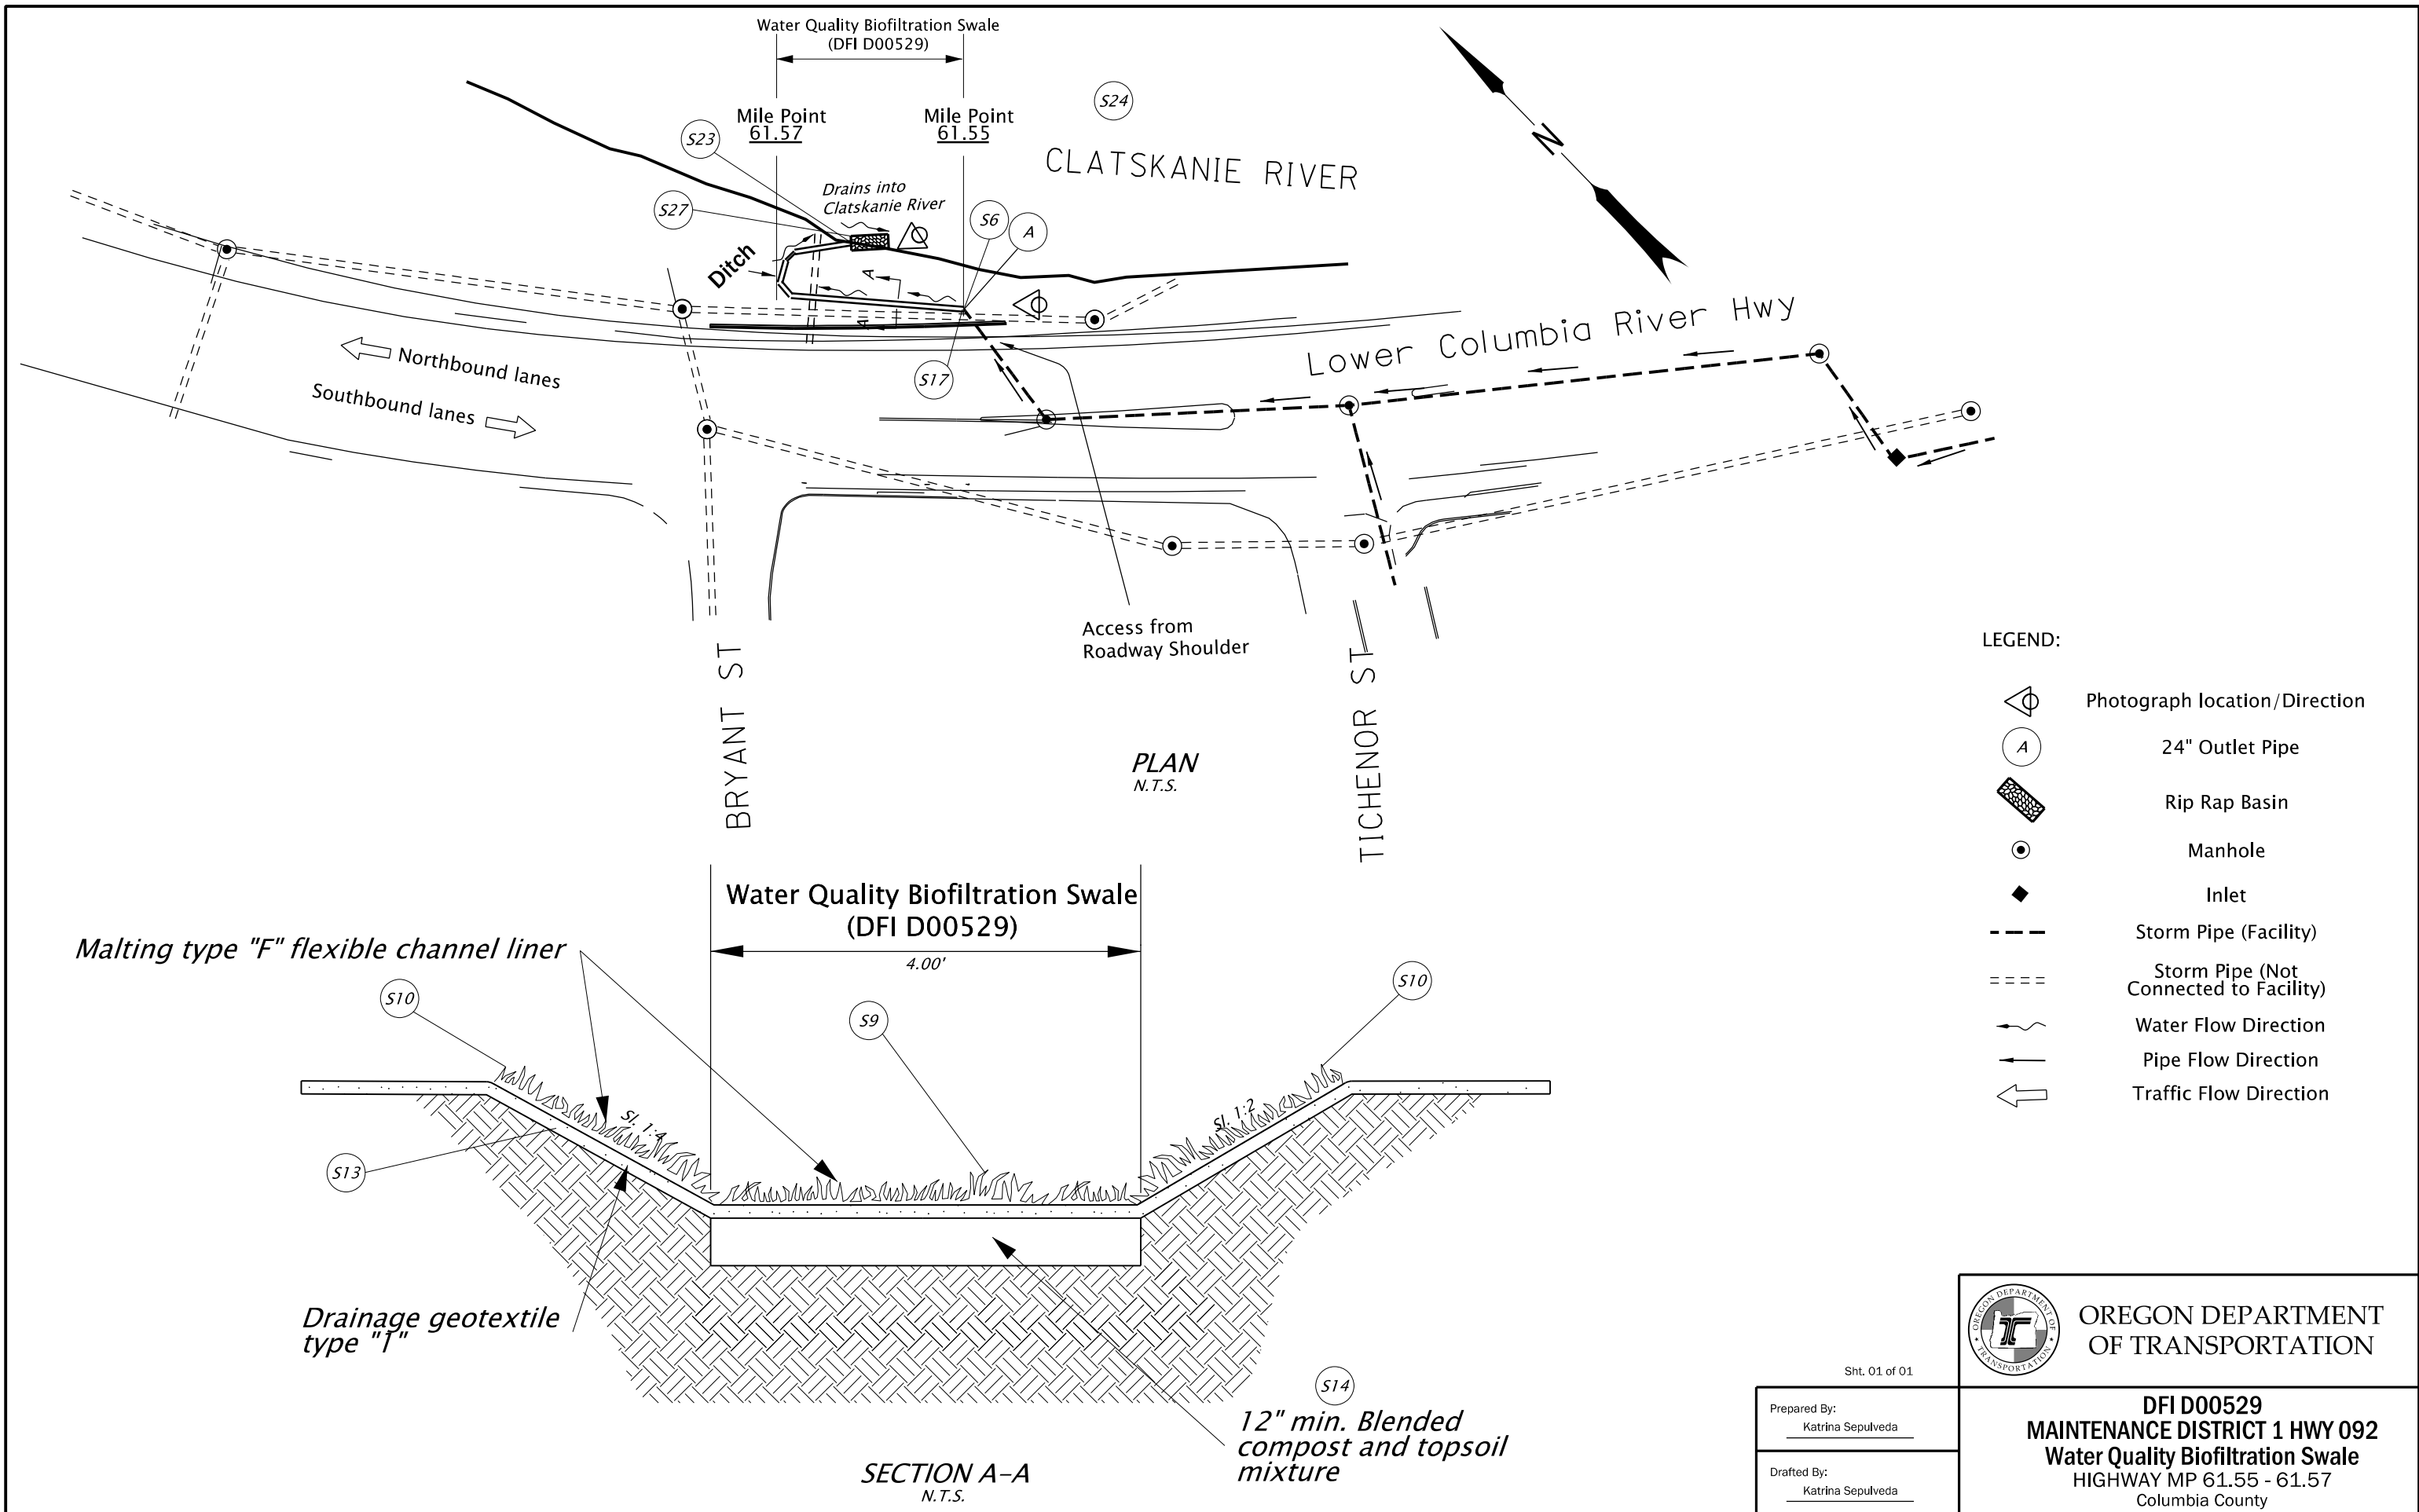 Water Quality Biofiltration Swale
(DFI D00529)
Mile Point
61.57
Mile Point
61.55
S24
S23
CLATSKANIE RIVER
N
Drains into
Clatskanie River
S27
S6
A
Ditch
A
A
S17
Lower Columbia River Hwy
Northbound lanes
Southbound lanes
Access from
Roadway Shoulder
BRYANT ST
TICHENOR ST
PLAN
N.T.S.
LEGEND:
Photograph location/Direction
A
24" Outlet Pipe
Rip Rap Basin
Manhole
Inlet
Storm Pipe (Facility)
Storm Pipe (Not
Connected to Facility)
Water Flow Direction
Pipe Flow Direction
Traffic Flow Direction
Water Quality Biofiltration Swale
(DFI D00529)
4.00'
Malting type "F" flexible channel liner
S10
S9
S10
Sl. 1:4
Sl. 1:2
S13
Drainage geotextile
type "1"
S14
12" min. Blended
compost and topsoil
mixture
SECTION A-A
N.T.S.
Sht. 01 of 01
OREGON DEPARTMENT OF TRANSPORTATION
OREGON DEPARTMENT
OF TRANSPORTATION
Prepared By:
Katrina Sepulveda
Drafted By:
Katrina Sepulveda
DFI D00529
MAINTENANCE DISTRICT 1 HWY 092
Water Quality Biofiltration Swale
HIGHWAY MP 61.55 - 61.57
Columbia County